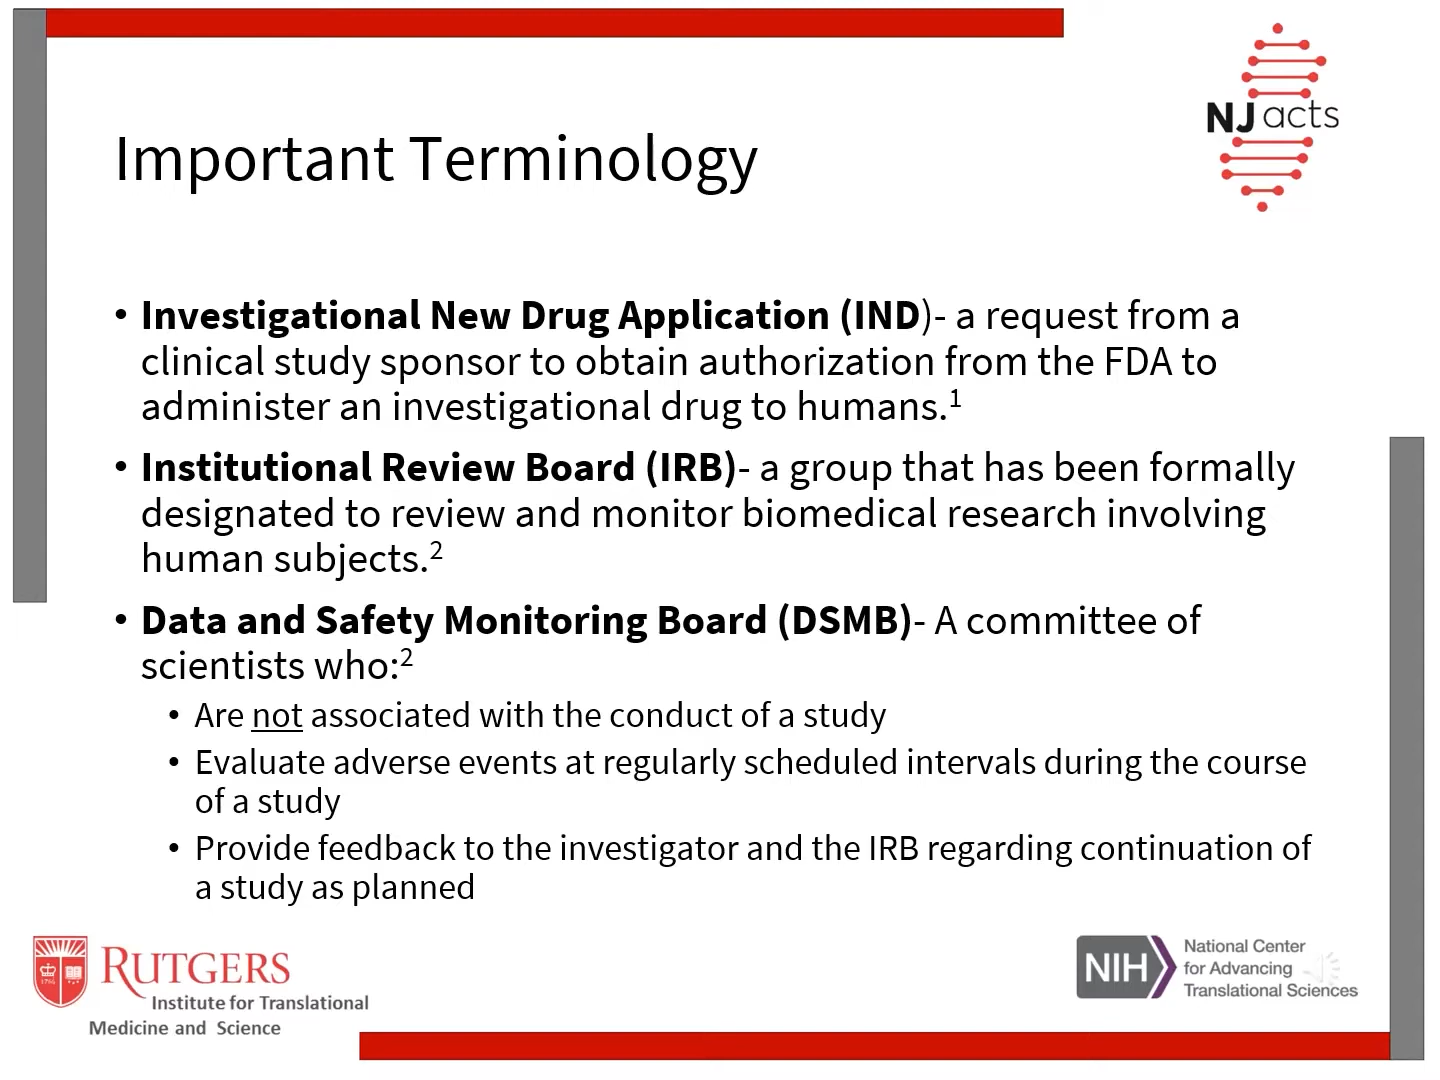 NJ acts
Important Terminology
• Investigational New Drug Application (IND)- a request from a
clinical study sponsor to obtain authorization from the FDA to
administer an investigational drug to humans.1
• Institutional Review Board (IRB)- a group that has been formally
designated to review and monitor biomedical research involving
human subjects.2
• Data and Safety Monitoring Board (DSMB)- A committee of
scientists who:2
• Are not associated with the conduct of a study
• Evaluate adverse events at regularly scheduled intervals during the course
of a study
• Provide feedback to the investigator and the IRB regarding continuation of
a study as planned
1766
RUTGERS
Institute for Translational
Medicine and Science
NIH
National Center
for Advancing
Translational Sciences